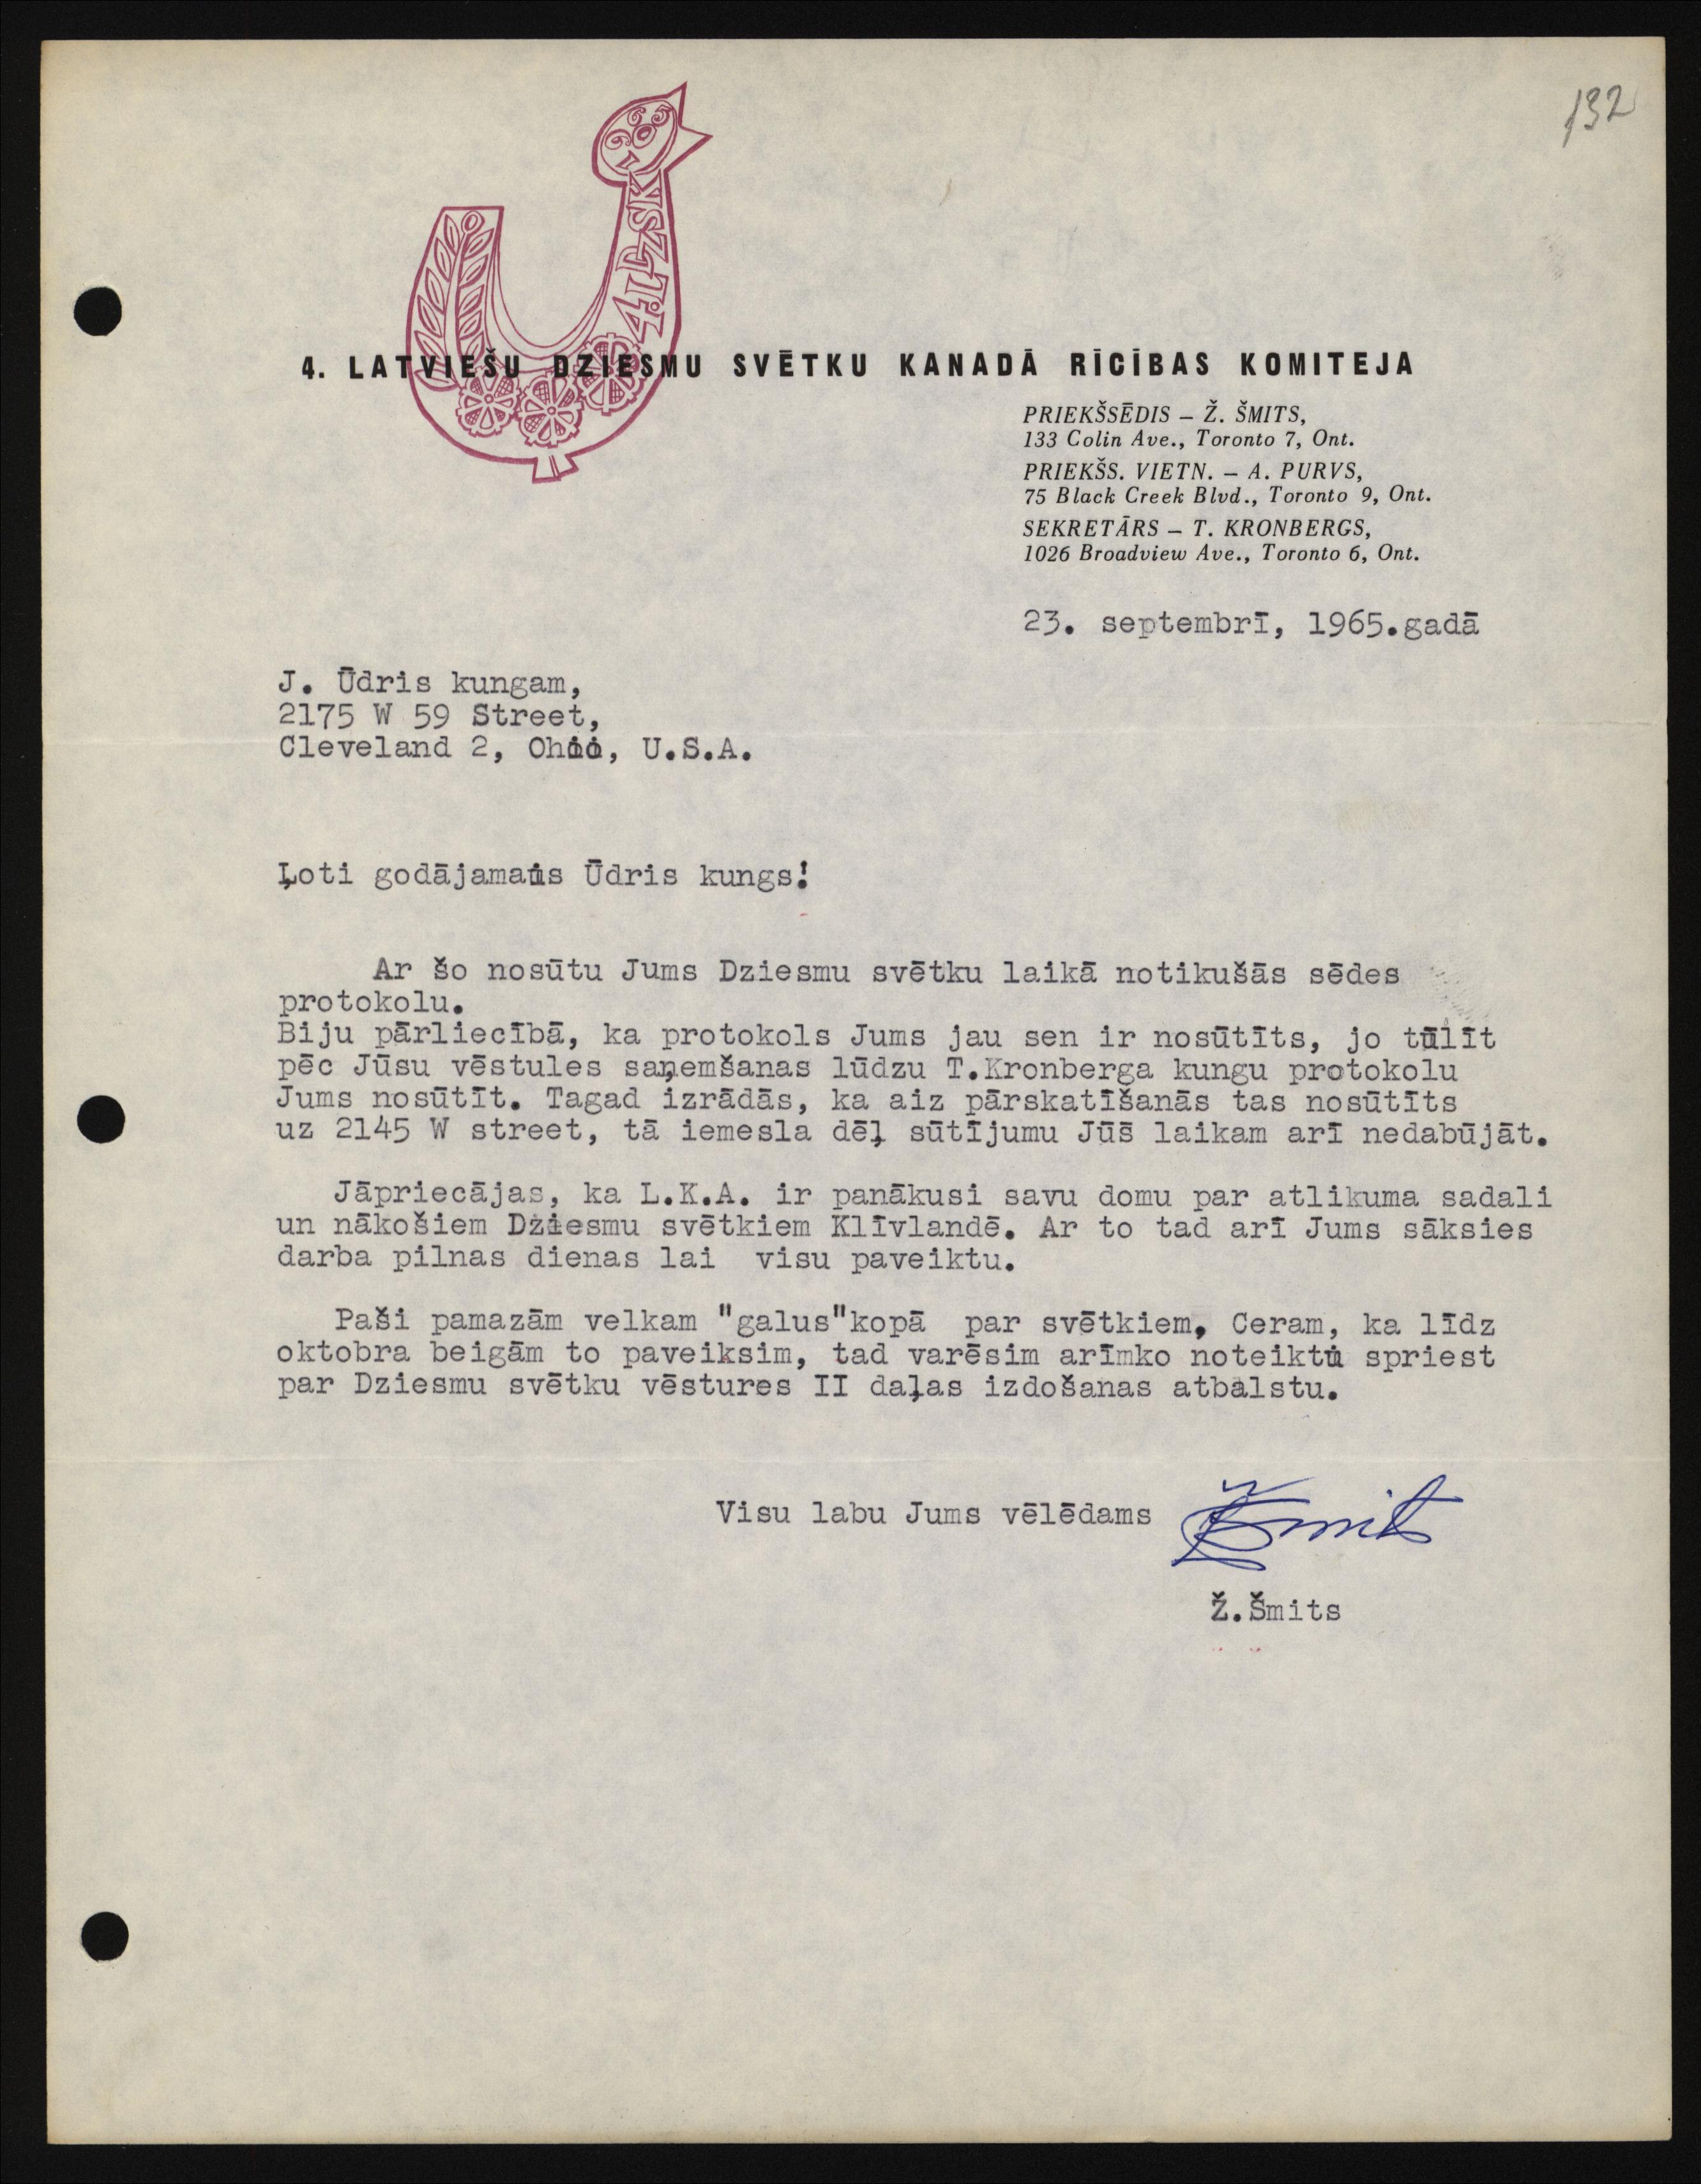 132
1965
4. LDZSK
4. LATVIEŠU DZIESMU SVĒTKU KANADĀ RĪCĪBAS KOMITEJA
PRIEKŠSĒDIS – Ž. ŠMITS,
133 Colin Ave., Toronto 7, Ont.
PRIEKŠS. VIETN. – A. PURVS,
75 Black Creek Blvd., Toronto 9, Ont.
SEKRETĀRS – T. KRONBERGS,
1026 Broadview Ave., Toronto 6, Ont.
23. septembrī, 1965.gadā
J. Ūdris kungam,
2175 W 59 Street,
Cleveland 2, Ohio, U.S.A.
Ļoti godājamais Ūdris kungs!
Ar šo nosūtu Jums Dziesmu svētku laikā notikušās sēdes
protokolu.
Biju pārliecībā, ka protokols Jums jau sen ir nosūtīts, jo tūlīt
pēc Jūsu vēstules saņemšanas lūdzu T.Kronberga kungu protokolu
Jums nosūtīt. Tagad izrādās, ka aiz pārskatīšanās tas nosūtīts
uz 2145 W street, tā iemesla dēļ sūtījumu Jūs laikam arī nedabūjāt.
Jāpriecājas, ka L.K.A. ir panākusi savu domu par atlikuma sadali
un nākošiem Dziesmu svētkiem Klīvlandē. Ar to tad arī Jums sāksies
darba pilnas dienas lai visu paveiktu.
Paši pamazām velkam "galus"kopā par svētkiem, Ceram, ka līdz
oktobra beigām to paveiksim, tad varēsim arīmko noteiktu spriest
par Dziesmu svētku vēstures II daļas izdošanas atbalstu.
Visu labu Jums vēlēdams ŽŠmits
Ž.Šmits